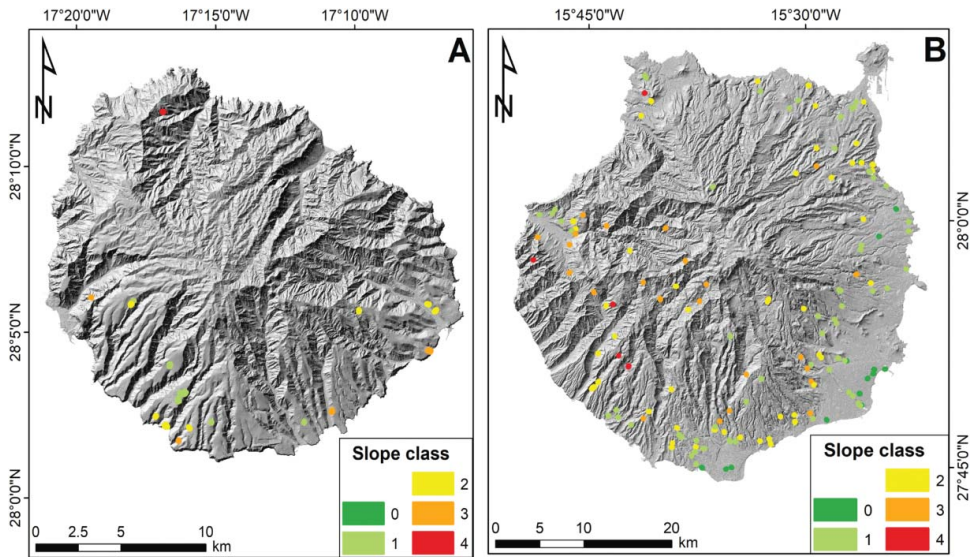 17°20'0"W 17°15'0"W 17°10'0"W
15°45'0"W 15°30'0"W
A
B
N
N
28°10'0"N
28°5'0"N
28°0'0"N
28°0'0"N
27°45'0"N
Slope class
2
0 3
1 4
0 2.5 5 10
km
Slope class
2
0 3
1 4
0 5 10 20
km